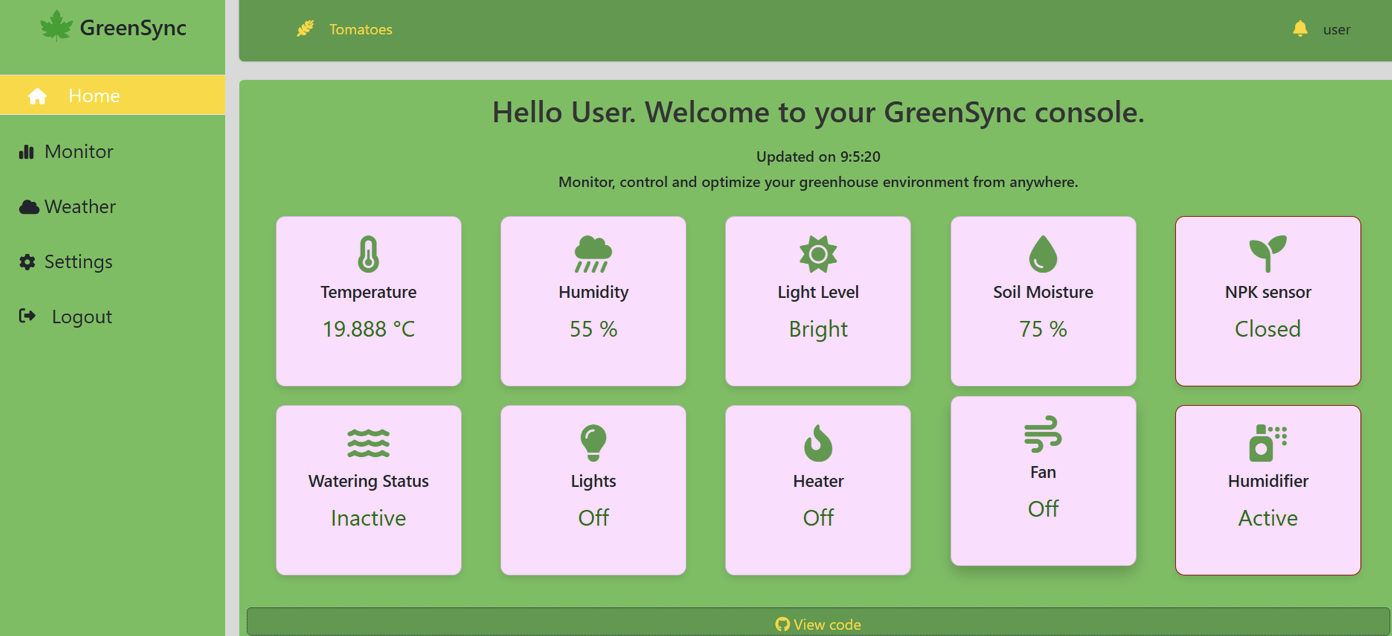 GreenSync
Tomatoes
user
Home
Monitor
Weather
Settings
Logout
Hello User. Welcome to your GreenSync console.
Updated on 9:5:20
Monitor, control and optimize your greenhouse environment from anywhere.
Temperature
19.888 °C
Humidity
55 %
Light Level
Bright
Soil Moisture
75 %
NPK sensor
Closed
Watering Status
Inactive
Lights
Off
Heater
Off
Fan
Off
Humidifier
Active
View code